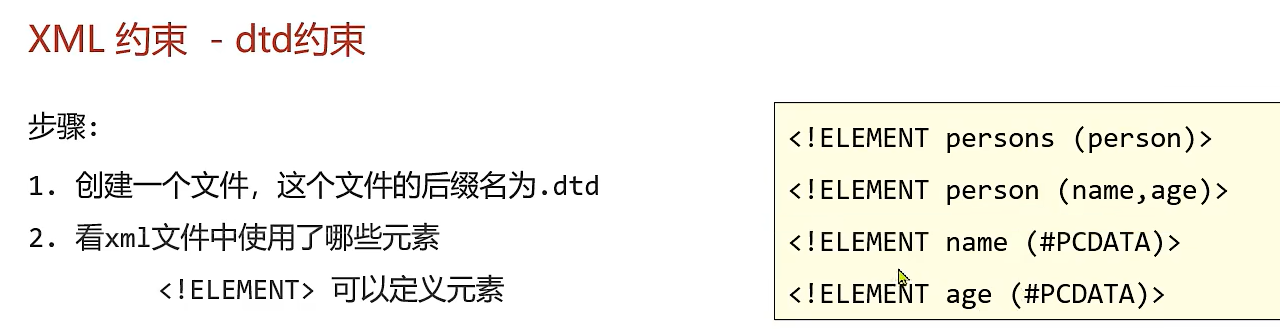 XML 约束 - dtd约束
步骤:
1. 创建一个文件，这个文件的后缀名为.dtd
2. 看xml文件中使用了哪些元素
<!ELEMENT> 可以定义元素
<!ELEMENT persons (person)>
<!ELEMENT person (name,age)>
<!ELEMENT name (#PCDATA)>
<!ELEMENT age (#PCDATA)>